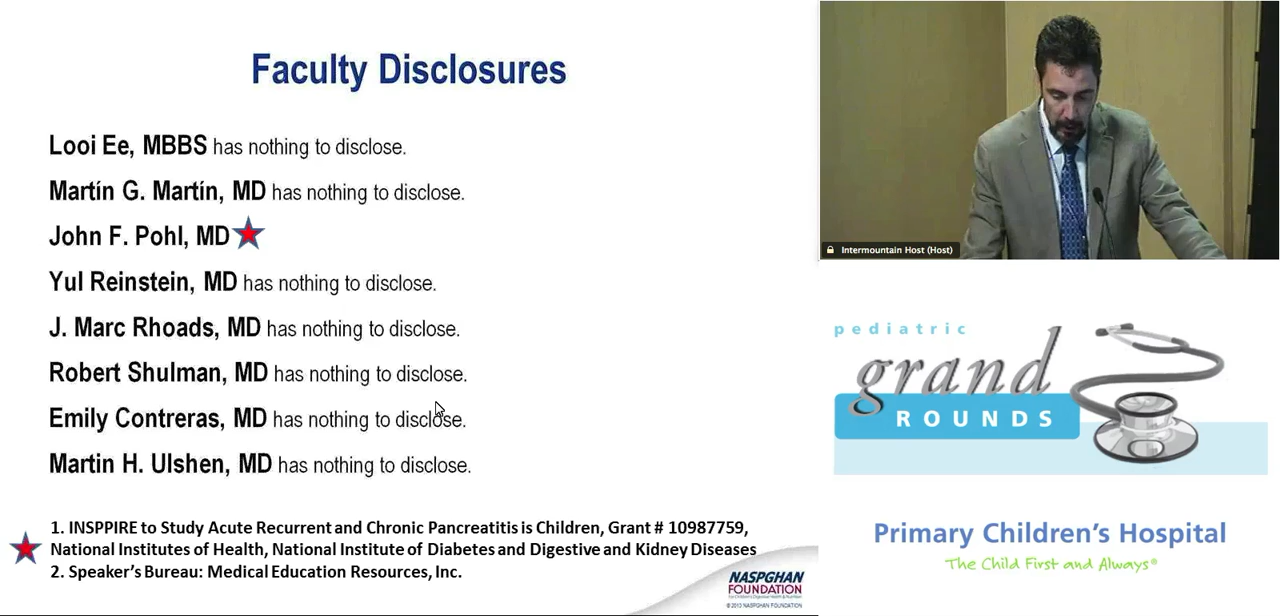 Faculty Disclosures
Looi Ee, MBBS has nothing to disclose.
Martín G. Martín, MD has nothing to disclose.
John F. Pohl, MD
Yul Reinstein, MD has nothing to disclose.
J. Marc Rhoads, MD has nothing to disclose.
Robert Shulman, MD has nothing to disclose.
Emily Contreras, MD has nothing to disclose.
Martin H. Ulshen, MD has nothing to disclose.
1. INSPPIRE to Study Acute Recurrent and Chronic Pancreatitis is Children, Grant # 10987759,
National Institutes of Health, National Institute of Diabetes and Digestive and Kidney Diseases
2. Speaker's Bureau: Medical Education Resources, Inc.
NASPGHAN
FOUNDATION
© 2013 NASPGHAN FOUNDATION
Intermountain Host (Host)
pediatric
grand
ROUNDS
Primary Children's Hospital
The Child First and Always®